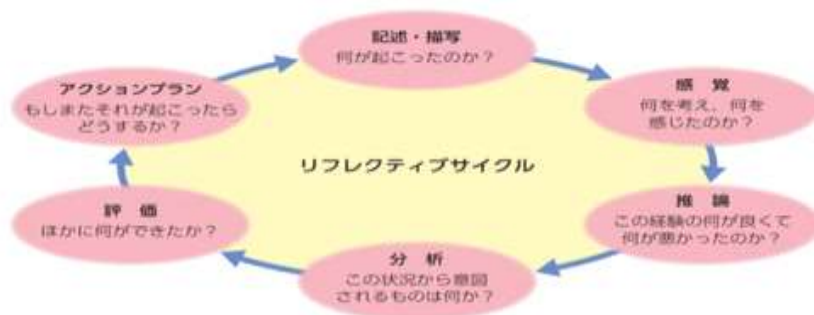 記述・描写
何が起こったのか？
感　覚
何を考え、何を
感じたのか？
推　論
この経験の何が良くて
何が悪かったのか？
分　析
この状況から意図
されるものは何か？
評　価
ほかに何ができたか？
アクションプラン
もしまたそれが起こったら
どうするか？
リフレクティブサイクル